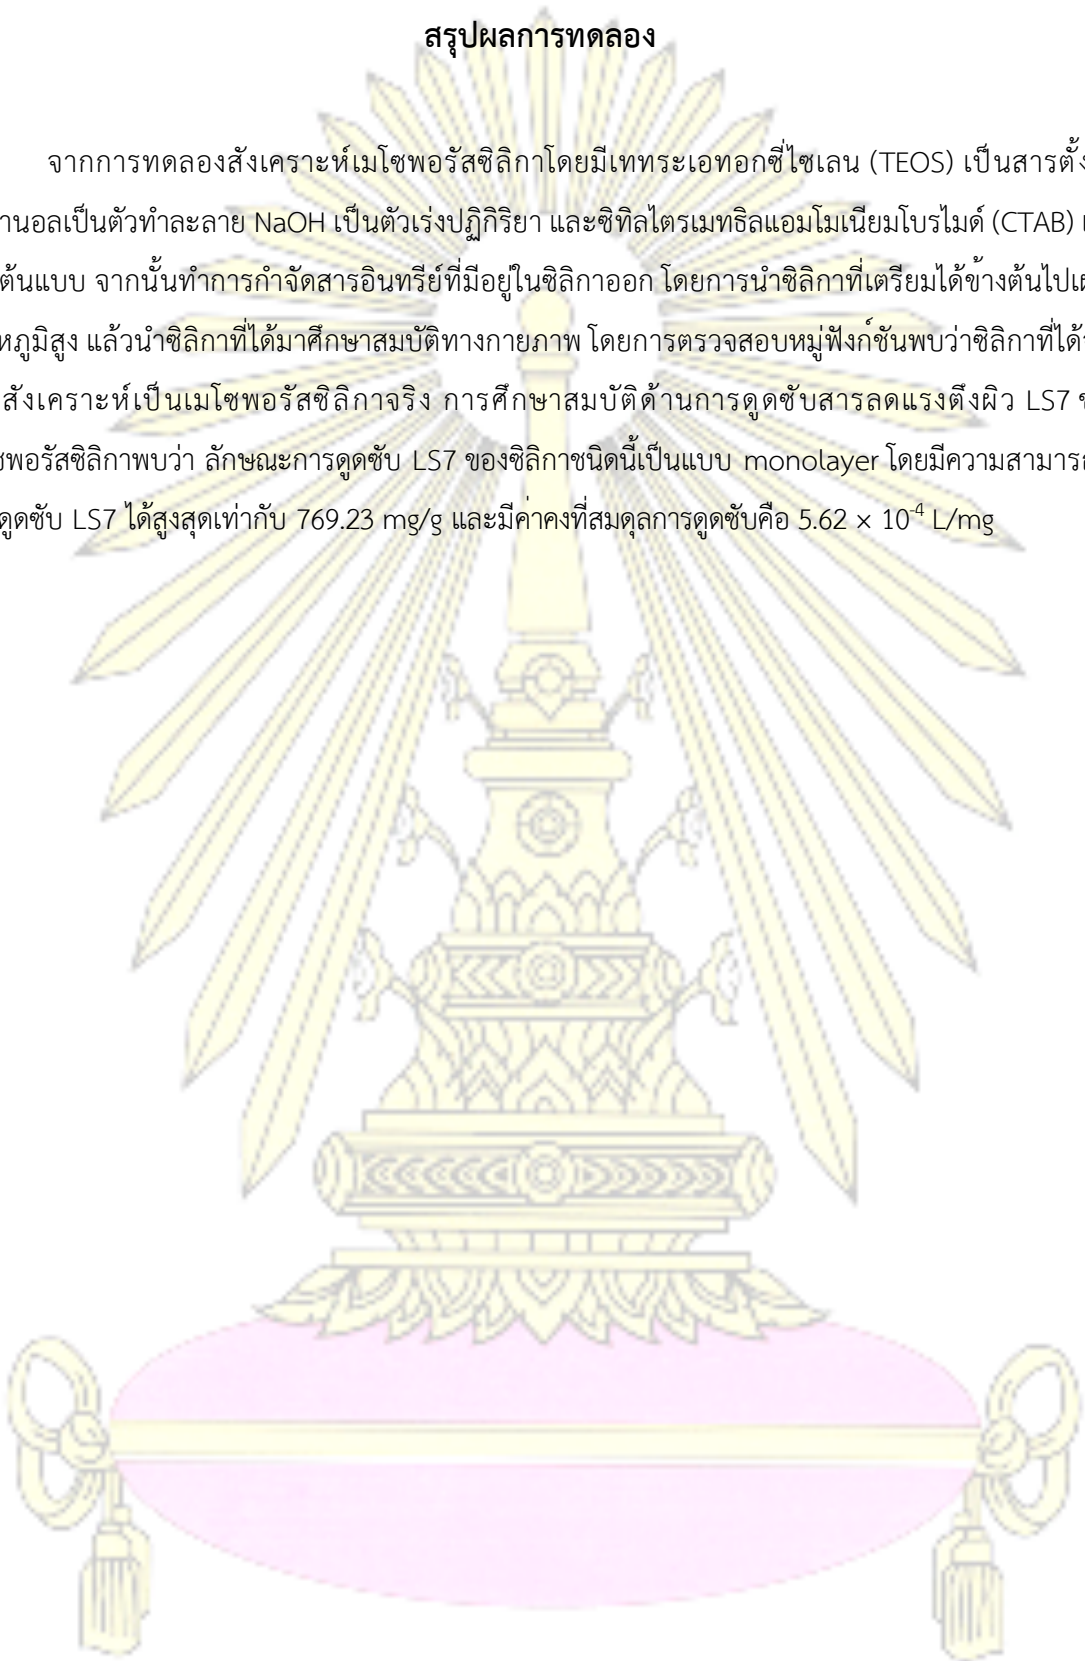 สรุปผลการทดลอง
จากการทดลองสังเคราะห์เมโซพอรัสซิลิกาโดยมีเททระเอทอกซี่ไซเลน (TEOS) เป็นสารตั้ง
านอลเป็นตัวทำละลาย NaOH เป็นตัวเร่งปฏิกิริยา และซิทิลไตรเมทธิลแอมโมเนียมโบรไมด์ (CTAB)
ต้นแบบ จากนั้นทำการกำจัดสารอินทรีย์ที่มีอยู่ในซิลิกาออก โดยการนำซิลิกาที่เตรียมได้ข้างต้นไป
หภูมิสูง แล้วนำซิลิกาที่ได้มาศึกษาสมบัติทางกายภาพ โดยการตรวจสอบหมู่ฟังก์ชันพบว่าซิลิกาที่ได้
สังเคราะห์เป็นเมโซพอรัสซิลิกาจริง การศึกษาสมบัติด้านการดูดซับสารลดแรงตึงผิว LS7
ซพอรัสซิลิกาพบว่า ลักษณะการดูดซับ LS7 ของซิลิกาชนิดนี้เป็นแบบ monolayer โดยมีความสามาร
ดูดซับ LS7 ได้สูงสุดเท่ากับ 769.23 mg/g และมีค่าคงที่สมดุลการดูดซับคือ 5.62 × 10⁻⁴ L/mg